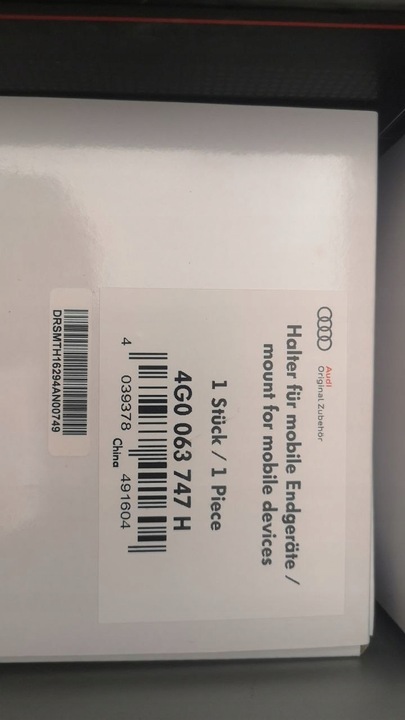 Audi
Original Zubehör
Halter für mobile Endgeräte /
mount for mobile devices
1 Stück / 1 Piece
4G0 063 747 H
4 039378 491604
China
DRSMTH16294AN00749